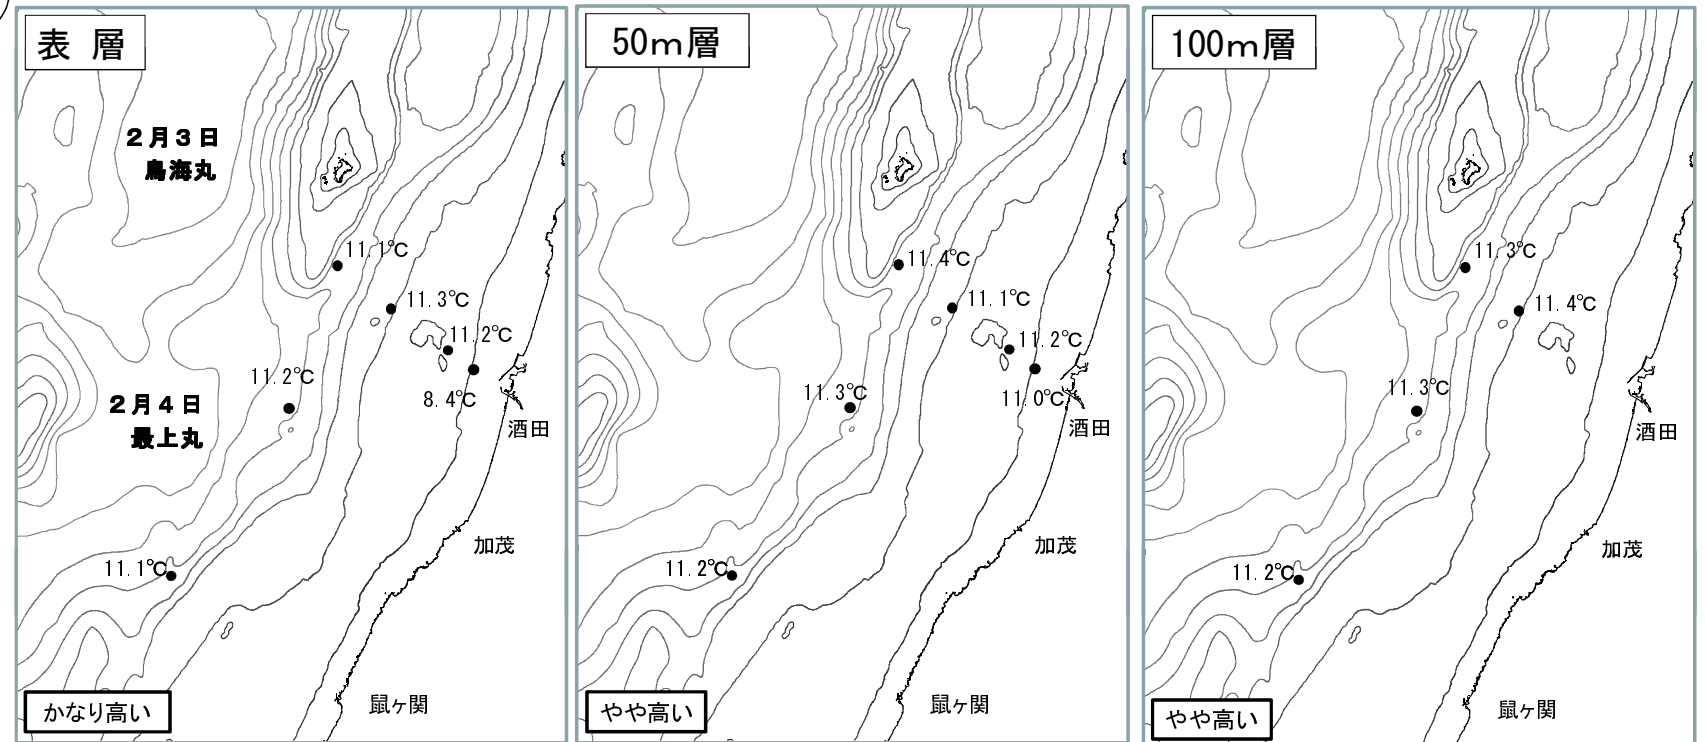 表 層
2月3日
鳥海丸
11.1℃
11.3℃
11.2℃
11.2℃
8.4℃
2月4日
最上丸
酒田
加茂
11.1℃
鼠ヶ関
かなり高い
50m層
11.4℃
11.1℃
11.2℃
11.3℃
11.0℃
酒田
加茂
11.2℃
鼠ヶ関
やや高い
100m層
11.3℃
11.4℃
11.3℃
酒田
加茂
11.2℃
鼠ヶ関
やや高い